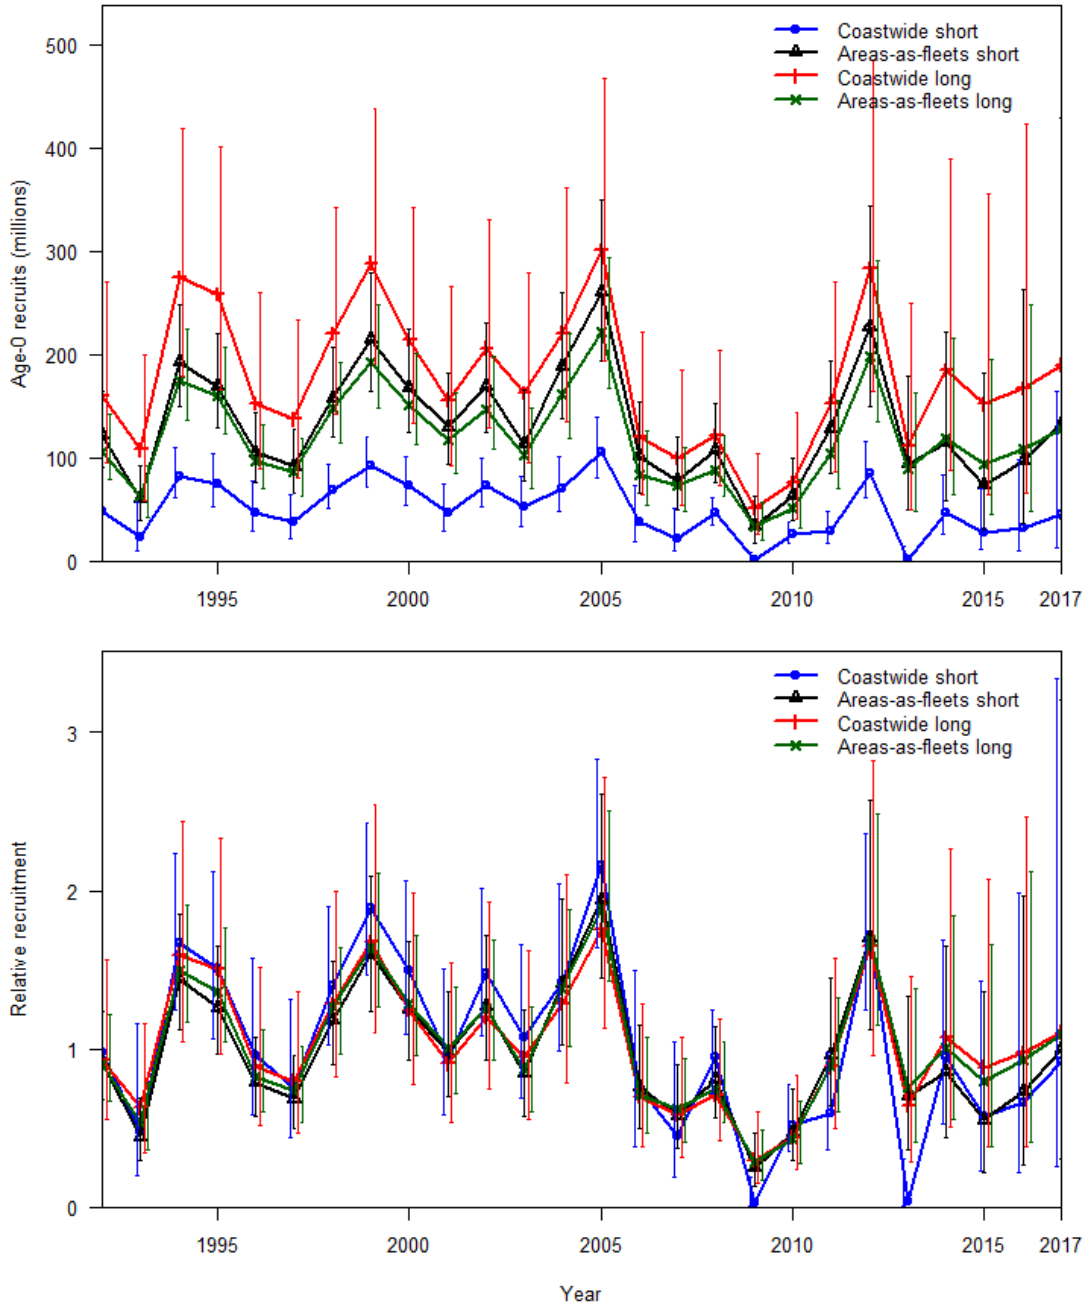 Coastwide short
Areas-as-fleets short
Coastwide long
Areas-as-fleets long
Age-0 recruits (millions)
500
400
300
200
100
0
1995 2000 2005 2010 2015 2017
Coastwide short
Areas-as-fleets short
Coastwide long
Areas-as-fleets long
Relative recruitment
3
2
1
0
1995 2000 2005 2010 2015 2017
Year